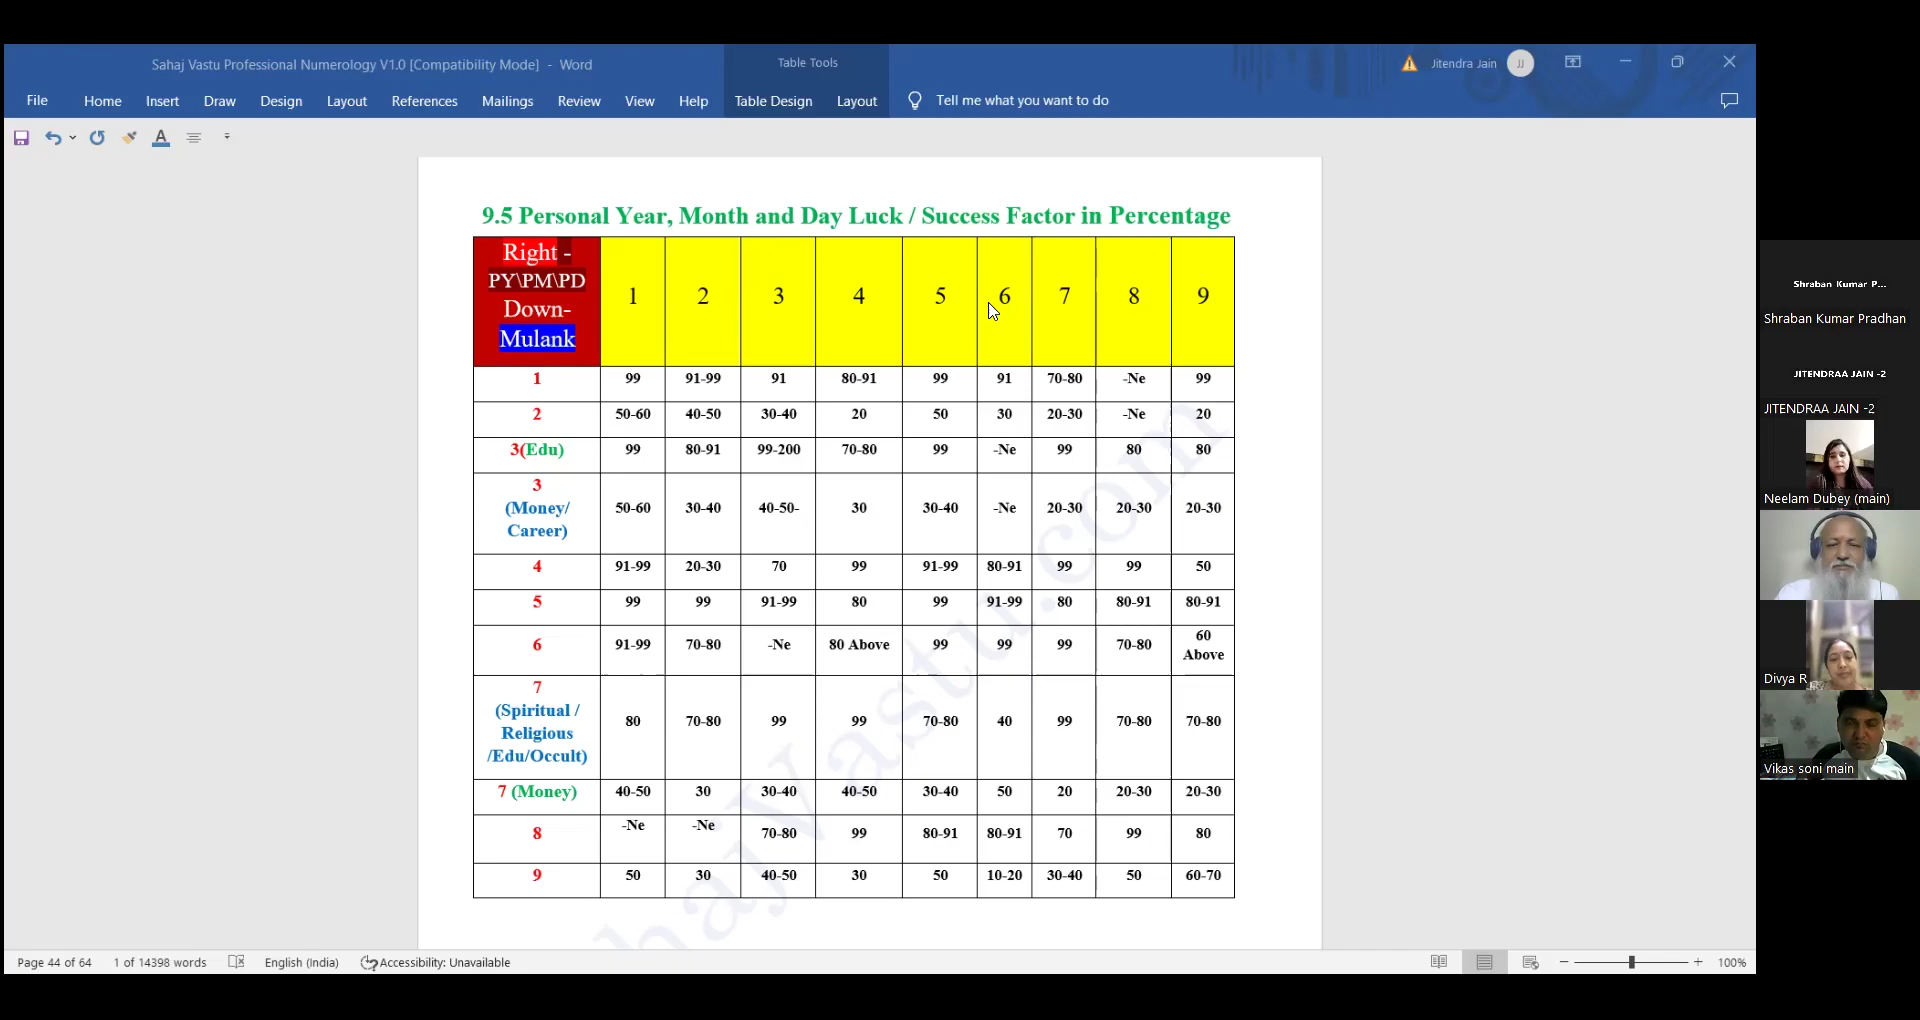 Sahaj Vastu Professional Numerology V1.0 [Compatibility Mode] - Word
Table Tools
Jitendra Jain JJ
File Home Insert Draw Design Layout References Mailings Review View Help Table Design Layout Tell me what you want to do
9.5 Personal Year, Month and Day Luck / Success Factor in Percentage
Right -
PY\PM\PD
Down-
Mulank
1 2 3 4 5 6 7 8 9
1 99 91-99 91 80-91 99 91 70-80 -Ne 99
2 50-60 40-50 30-40 20 50 30 20-30 -Ne 20
3(Edu) 99 80-91 99-200 70-80 99 -Ne 99 80 80
3
(Money/
Career)
50-60 30-40 40-50- 30 30-40 -Ne 20-30 20-30 20-30
4 91-99 20-30 70 99 91-99 80-91 99 99 50
5 99 99 91-99 80 99 91-99 80 80-91 80-91
6 91-99 70-80 -Ne 80 Above 99 99 99 70-80 60
Above
7
(Spiritual /
Religious
/Edu/Occult)
80 70-80 99 99 70-80 40 99 70-80 70-80
7 (Money) 40-50 30 30-40 40-50 30-40 50 20 20-30 20-30
8 -Ne -Ne 70-80 99 80-91 80-91 70 99 80
9 50 30 40-50 30 50 10-20 30-40 50 60-70
hajVastu.com
Page 44 of 64 1 of 14398 words English (India) Accessibility: Unavailable 100%
Shraban Kumar P...
Shraban Kumar Pradhan
JITENDRAA JAIN -2
JITENDRAA JAIN -2
Neelam Dubey (main)
Divya R
Vikas soni main